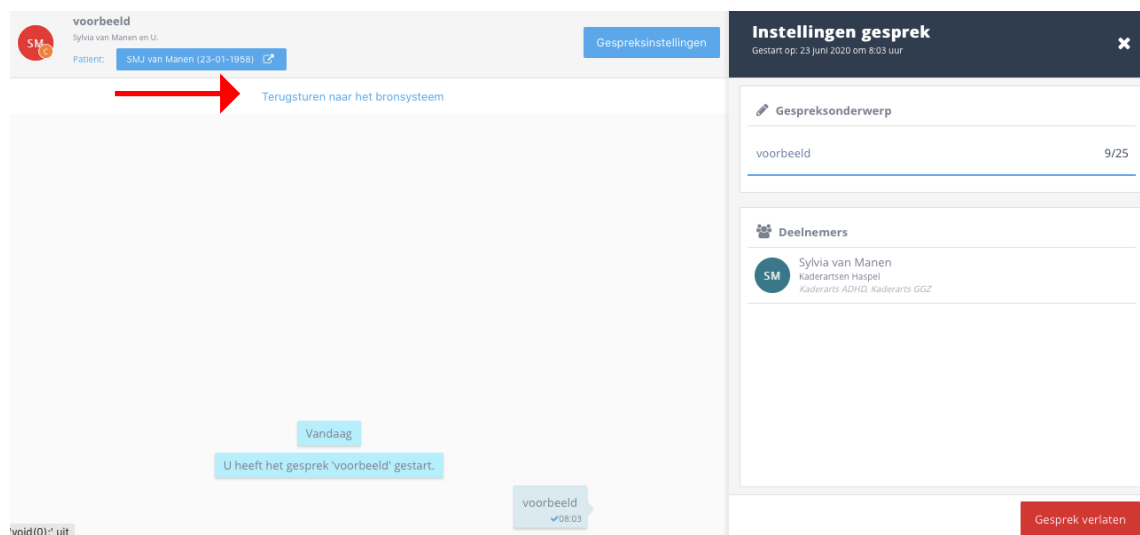 voorbeeld
Sylvia van Manen en U.
SM
C
Patient:
SMJ van Manen (23-01-1958)
Gespreksinstellingen
Terugsturen naar het bronsysteem
Vandaag
U heeft het gesprek 'voorbeeld' gestart.
voorbeeld
08:03
'void(0);' uit
Instellingen gesprek
Gestart op: 23 juni 2020 om 8:03 uur
Gespreksonderwerp
voorbeeld 9/25
Deelnemers
SM
Sylvia van Manen
Kaderartsen Haspel
Kaderarts ADHD, Kaderarts GGZ
Gesprek verlaten